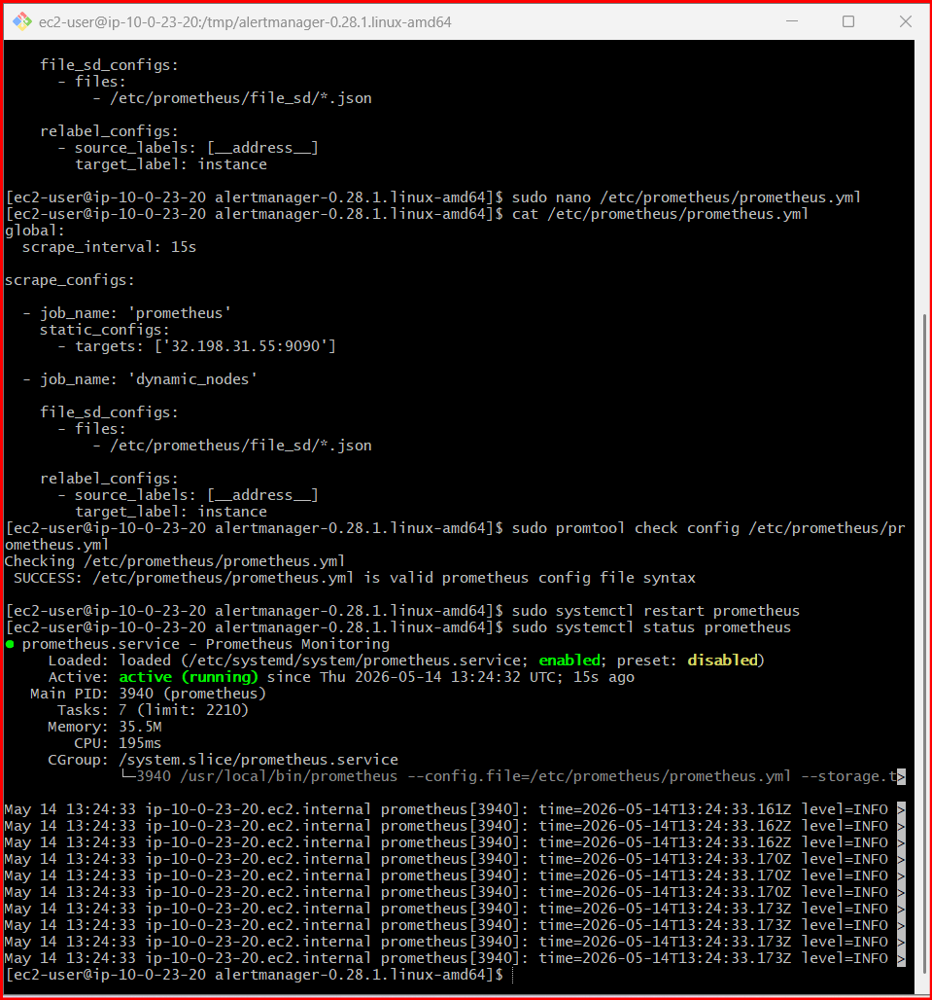 ec2-user@ip-10-0-23-20:/tmp/alertmanager-0.28.1.linux-amd64
    file_sd_configs:
      - files:
          - /etc/prometheus/file_sd/*.json
    relabel_configs:
      - source_labels: [__address__]
        target_label: instance
[ec2-user@ip-10-0-23-20 alertmanager-0.28.1.linux-amd64]$ sudo nano /etc/prometheus/prometheus.yml
[ec2-user@ip-10-0-23-20 alertmanager-0.28.1.linux-amd64]$ cat /etc/prometheus/prometheus.yml
global:
  scrape_interval: 15s
scrape_configs:
  - job_name: 'prometheus'
    static_configs:
      - targets: ['32.198.31.55:9090']
  - job_name: 'dynamic_nodes'
    file_sd_configs:
      - files:
          - /etc/prometheus/file_sd/*.json
    relabel_configs:
      - source_labels: [__address__]
        target_label: instance
[ec2-user@ip-10-0-23-20 alertmanager-0.28.1.linux-amd64]$ sudo promtool check config /etc/prometheus/pr
ometheus.yml
Checking /etc/prometheus/prometheus.yml
 SUCCESS: /etc/prometheus/prometheus.yml is valid prometheus config file syntax
[ec2-user@ip-10-0-23-20 alertmanager-0.28.1.linux-amd64]$ sudo systemctl restart prometheus
[ec2-user@ip-10-0-23-20 alertmanager-0.28.1.linux-amd64]$ sudo systemctl status prometheus
● prometheus.service - Prometheus Monitoring
     Loaded: loaded (/etc/systemd/system/prometheus.service; enabled; preset: disabled)
     Active: active (running) since Thu 2026-05-14 13:24:32 UTC; 15s ago
   Main PID: 3940 (prometheus)
      Tasks: 7 (limit: 2210)
     Memory: 35.5M
        CPU: 195ms
     CGroup: /system.slice/prometheus.service
             └─3940 /usr/local/bin/prometheus --config.file=/etc/prometheus/prometheus.yml --storage.t>
May 14 13:24:33 ip-10-0-23-20.ec2.internal prometheus[3940]: time=2026-05-14T13:24:33.161Z level=INFO >
May 14 13:24:33 ip-10-0-23-20.ec2.internal prometheus[3940]: time=2026-05-14T13:24:33.162Z level=INFO >
May 14 13:24:33 ip-10-0-23-20.ec2.internal prometheus[3940]: time=2026-05-14T13:24:33.162Z level=INFO >
May 14 13:24:33 ip-10-0-23-20.ec2.internal prometheus[3940]: time=2026-05-14T13:24:33.170Z level=INFO >
May 14 13:24:33 ip-10-0-23-20.ec2.internal prometheus[3940]: time=2026-05-14T13:24:33.170Z level=INFO >
May 14 13:24:33 ip-10-0-23-20.ec2.internal prometheus[3940]: time=2026-05-14T13:24:33.170Z level=INFO >
May 14 13:24:33 ip-10-0-23-20.ec2.internal prometheus[3940]: time=2026-05-14T13:24:33.173Z level=INFO >
May 14 13:24:33 ip-10-0-23-20.ec2.internal prometheus[3940]: time=2026-05-14T13:24:33.173Z level=INFO >
May 14 13:24:33 ip-10-0-23-20.ec2.internal prometheus[3940]: time=2026-05-14T13:24:33.173Z level=INFO >
May 14 13:24:33 ip-10-0-23-20.ec2.internal prometheus[3940]: time=2026-05-14T13:24:33.173Z level=INFO >
[ec2-user@ip-10-0-23-20 alertmanager-0.28.1.linux-amd64]$